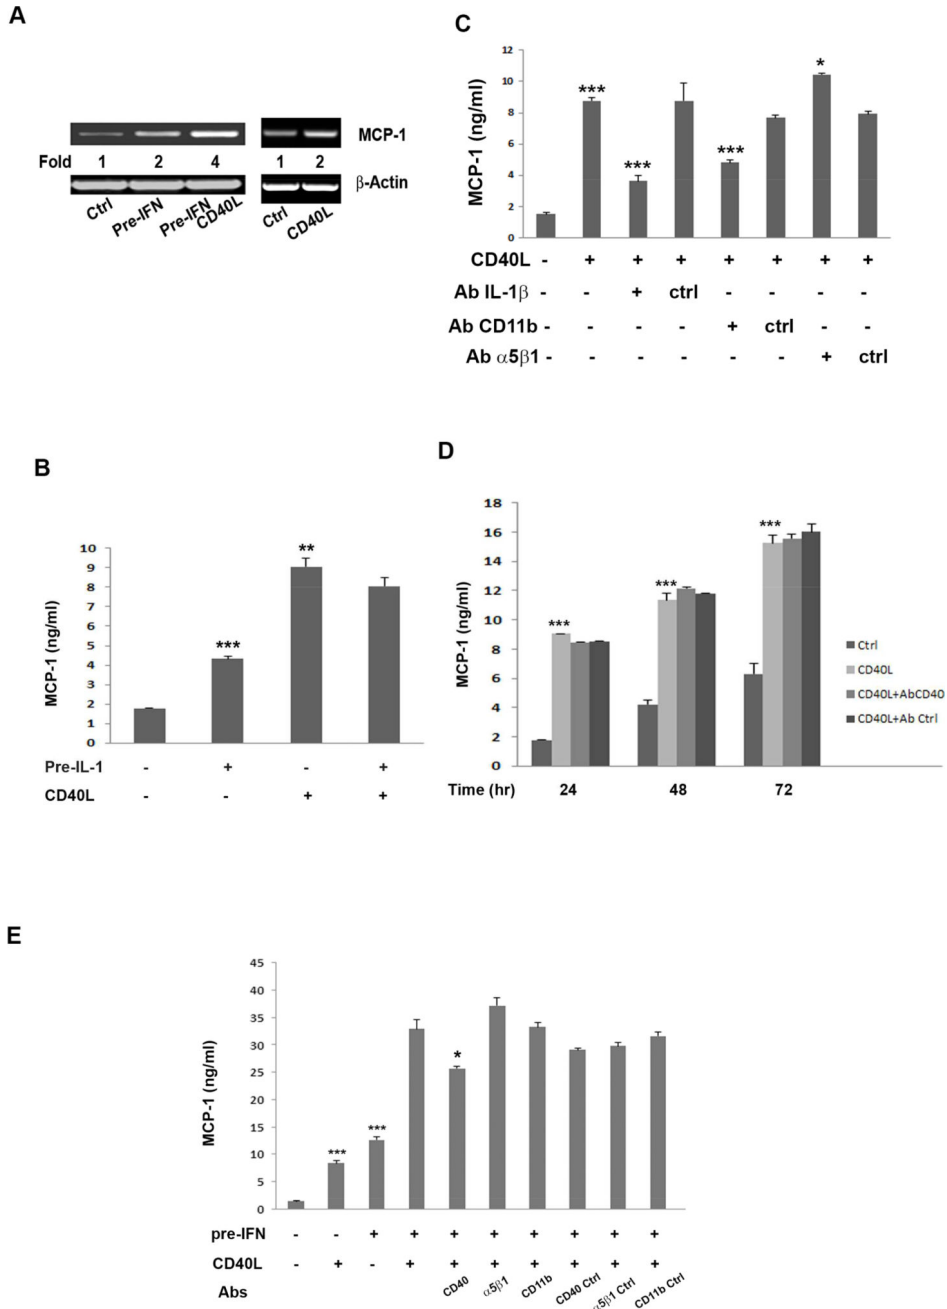 A
MCP-1
Fold 1 2 4 1 2
β-Actin
Ctrl Pre-IFN Pre-IFN CD40L Ctrl CD40L
C
MCP-1 (ng/ml)
12
10
8
6
4
2
0
*** *** *** *
CD40L - + + + + + + +
Ab IL-1β - - + ctrl - - - -
Ab CD11b - - - - + ctrl - -
Ab α5β1 - - - - - - + ctrl
B
MCP-1 (ng/ml)
10
9
8
7
6
5
4
3
2
1
0
*** **
Pre-IL-1 - + - +
CD40L - - + +
D
MCP-1 (ng/ml)
18
16
14
12
10
8
6
4
2
0
*** *** ***
Ctrl
CD40L
CD40L+AbCD40
CD40L+Ab Ctrl
Time (hr) 24 48 72
E
MCP-1 (ng/ml)
45
40
35
30
25
20
15
10
5
0
*** *** *
pre-IFN - - + + + + + + + +
CD40L - + - + + + + + + +
Abs CD40 α5β1 CD11b CD40 Ctrl α5β1 Ctrl CD11b Ctrl